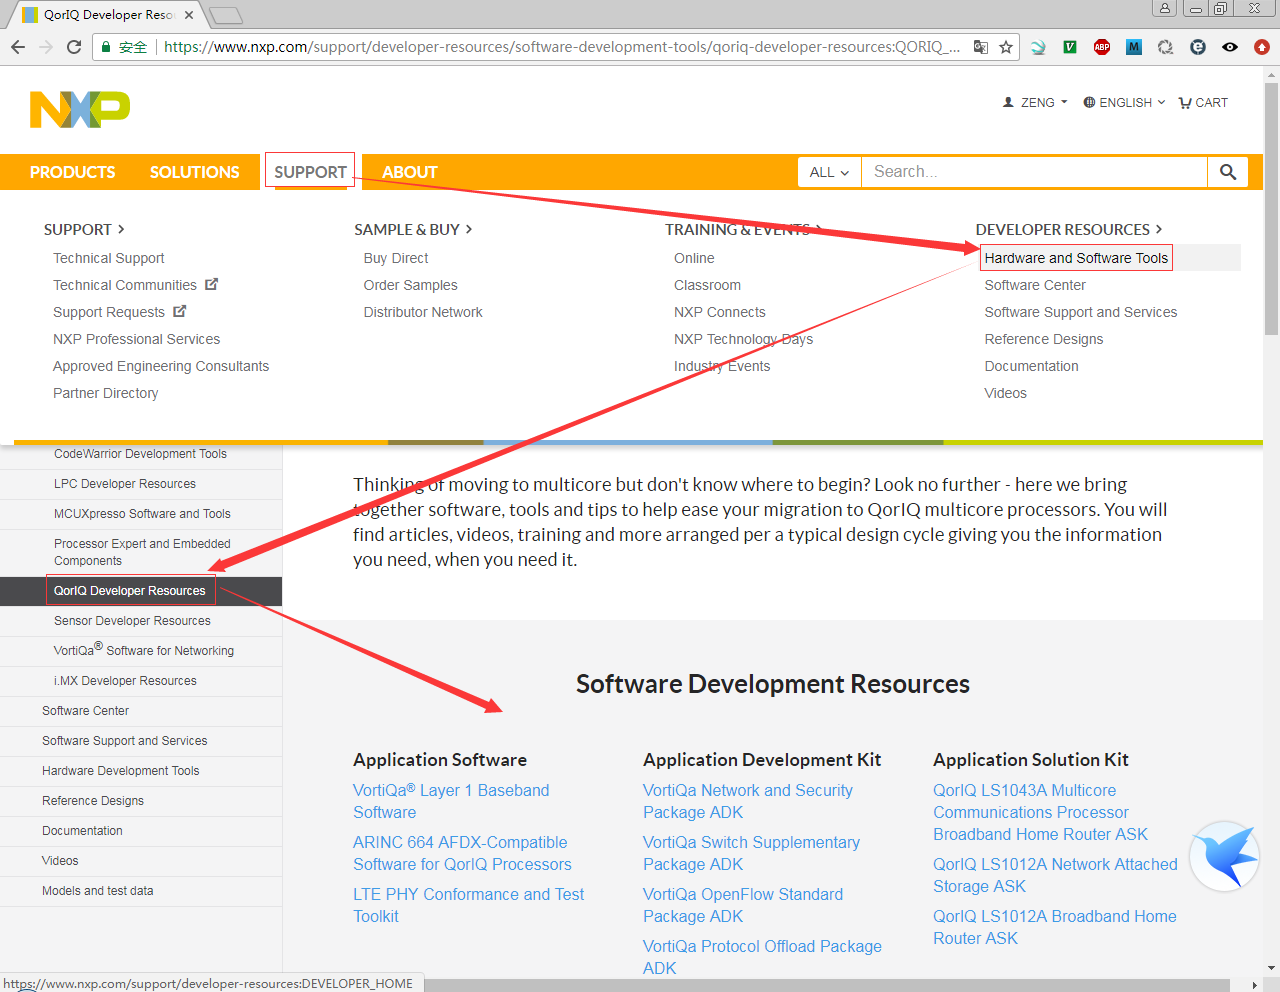 QorIQ Developer Reso
安全
https://www.nxp.com/support/developer-resources/software-development-tools/qoriq-developer-resources:QORIQ_...
ABP
NXP
ZENG
ENGLISH
CART
PRODUCTS
SOLUTIONS
SUPPORT
ABOUT
ALL
Search...
SUPPORT
Technical Support
Technical Communities
Support Requests
NXP Professional Services
Approved Engineering Consultants
Partner Directory
SAMPLE & BUY
Buy Direct
Order Samples
Distributor Network
TRAINING & EVENTS
Online
Classroom
NXP Connects
NXP Technology Days
Industry Events
DEVELOPER RESOURCES
Hardware and Software Tools
Software Center
Software Support and Services
Reference Designs
Documentation
Videos
CodeWarrior Development Tools
LPC Developer Resources
MCUXpresso Software and Tools
Processor Expert and Embedded
Components
QorIQ Developer Resources
Sensor Developer Resources
VortiQa® Software for Networking
i.MX Developer Resources
Software Center
Software Support and Services
Hardware Development Tools
Reference Designs
Documentation
Videos
Models and test data
Thinking of moving to multicore but don't know where to begin? Look no further - here we bring
together software, tools and tips to help ease your migration to QorIQ multicore processors. You will
find articles, videos, training and more arranged per a typical design cycle giving you the information
you need, when you need it.
Software Development Resources
Application Software
VortiQa® Layer 1 Baseband
Software
ARINC 664 AFDX-Compatible
Software for QorIQ Processors
LTE PHY Conformance and Test
Toolkit
Application Development Kit
VortiQa Network and Security
Package ADK
VortiQa Switch Supplementary
Package ADK
VortiQa OpenFlow Standard
Package ADK
VortiQa Protocol Offload Package
ADK
Application Solution Kit
QorIQ LS1043A Multicore
Communications Processor
Broadband Home Router ASK
QorIQ LS1012A Network Attached
Storage ASK
QorIQ LS1012A Broadband Home
Router ASK
https://www.nxp.com/support/developer-resources:DEVELOPER_HOME